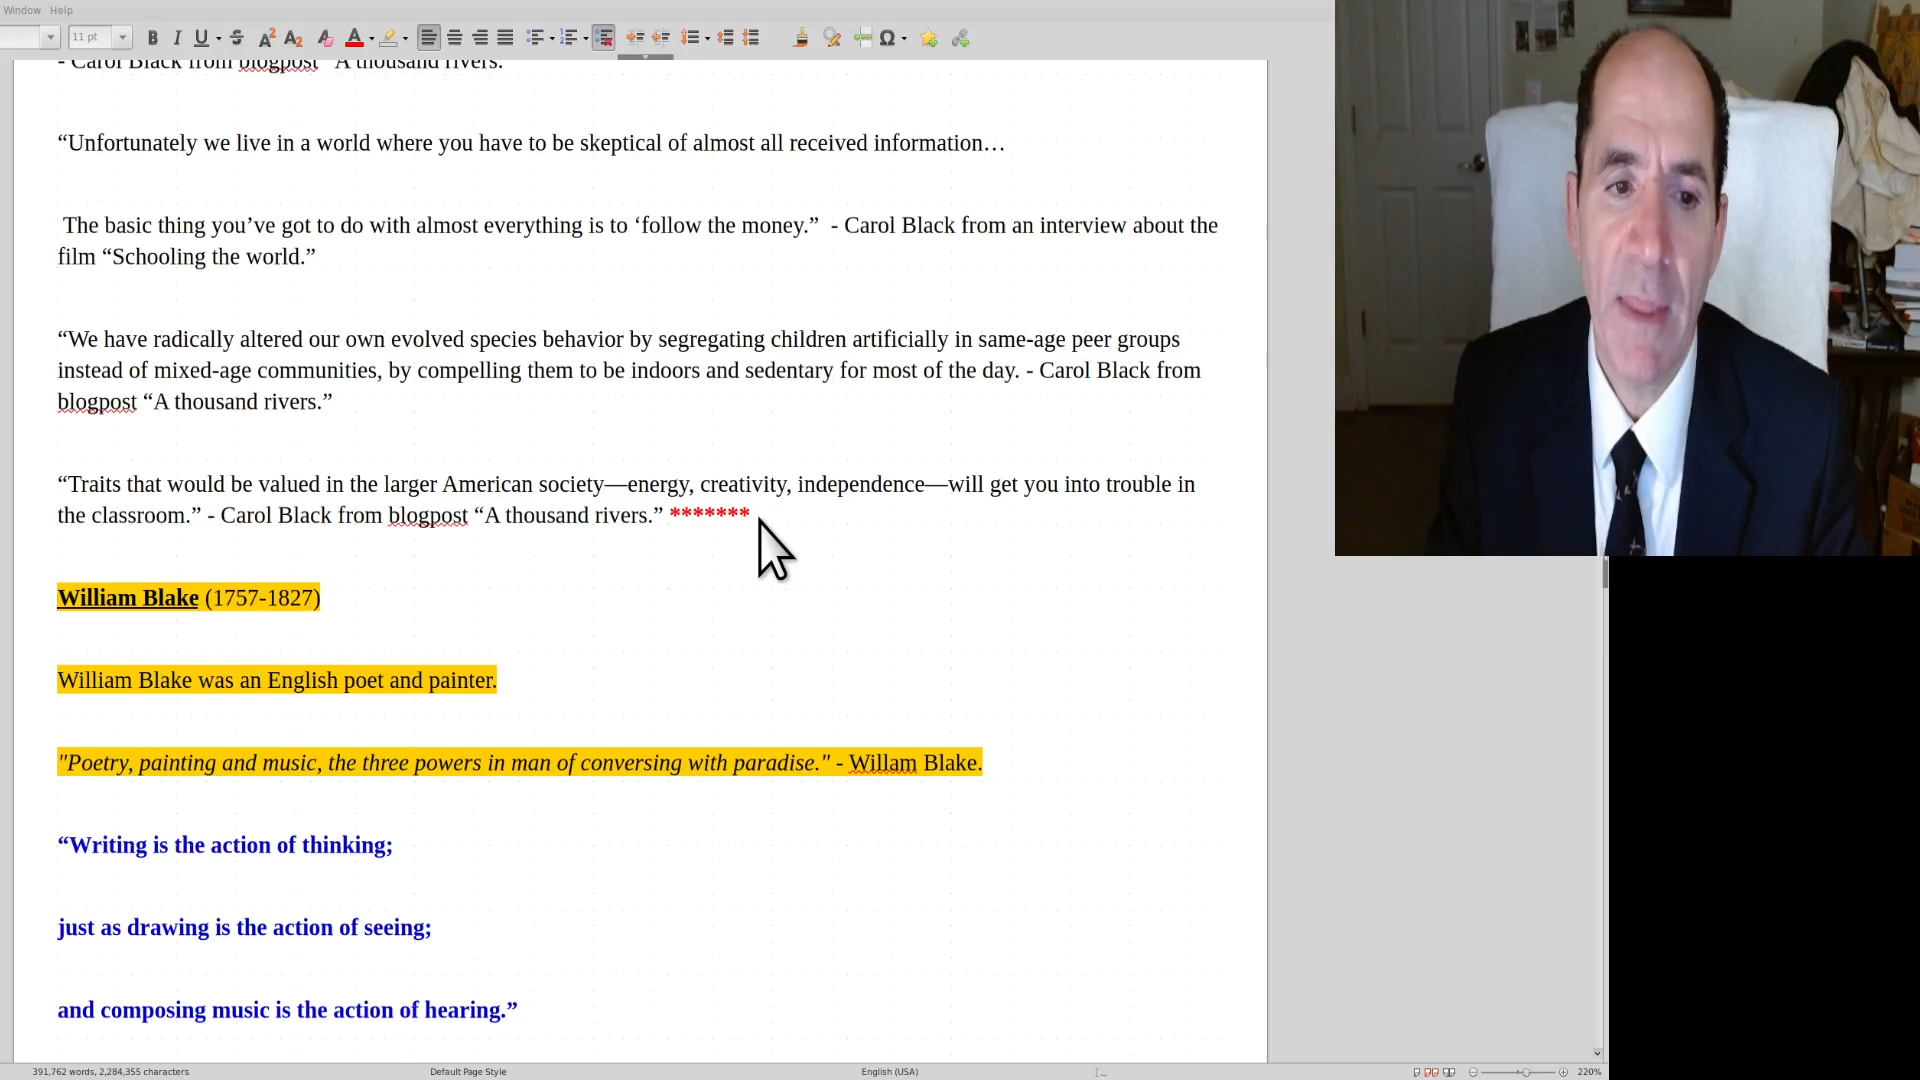 Window Help
11 pt
- Carol Black from blogpost “A thousand rivers.
“Unfortunately we live in a world where you have to be skeptical of almost all received information…
The basic thing you’ve got to do with almost everything is to ‘follow the money.” - Carol Black from an interview about the
film “Schooling the world.”
“We have radically altered our own evolved species behavior by segregating children artificially in same-age peer groups
instead of mixed-age communities, by compelling them to be indoors and sedentary for most of the day. - Carol Black from
blogpost “A thousand rivers.”
“Traits that would be valued in the larger American society—energy, creativity, independence—will get you into trouble in
the classroom.” - Carol Black from blogpost “A thousand rivers.” *******
William Blake (1757-1827)
William Blake was an English poet and painter.
"Poetry, painting and music, the three powers in man of conversing with paradise." - Willam Blake.
“Writing is the action of thinking;
just as drawing is the action of seeing;
and composing music is the action of hearing.”
391,762 words, 2,284,355 characters
Default Page Style
English (USA)
220%